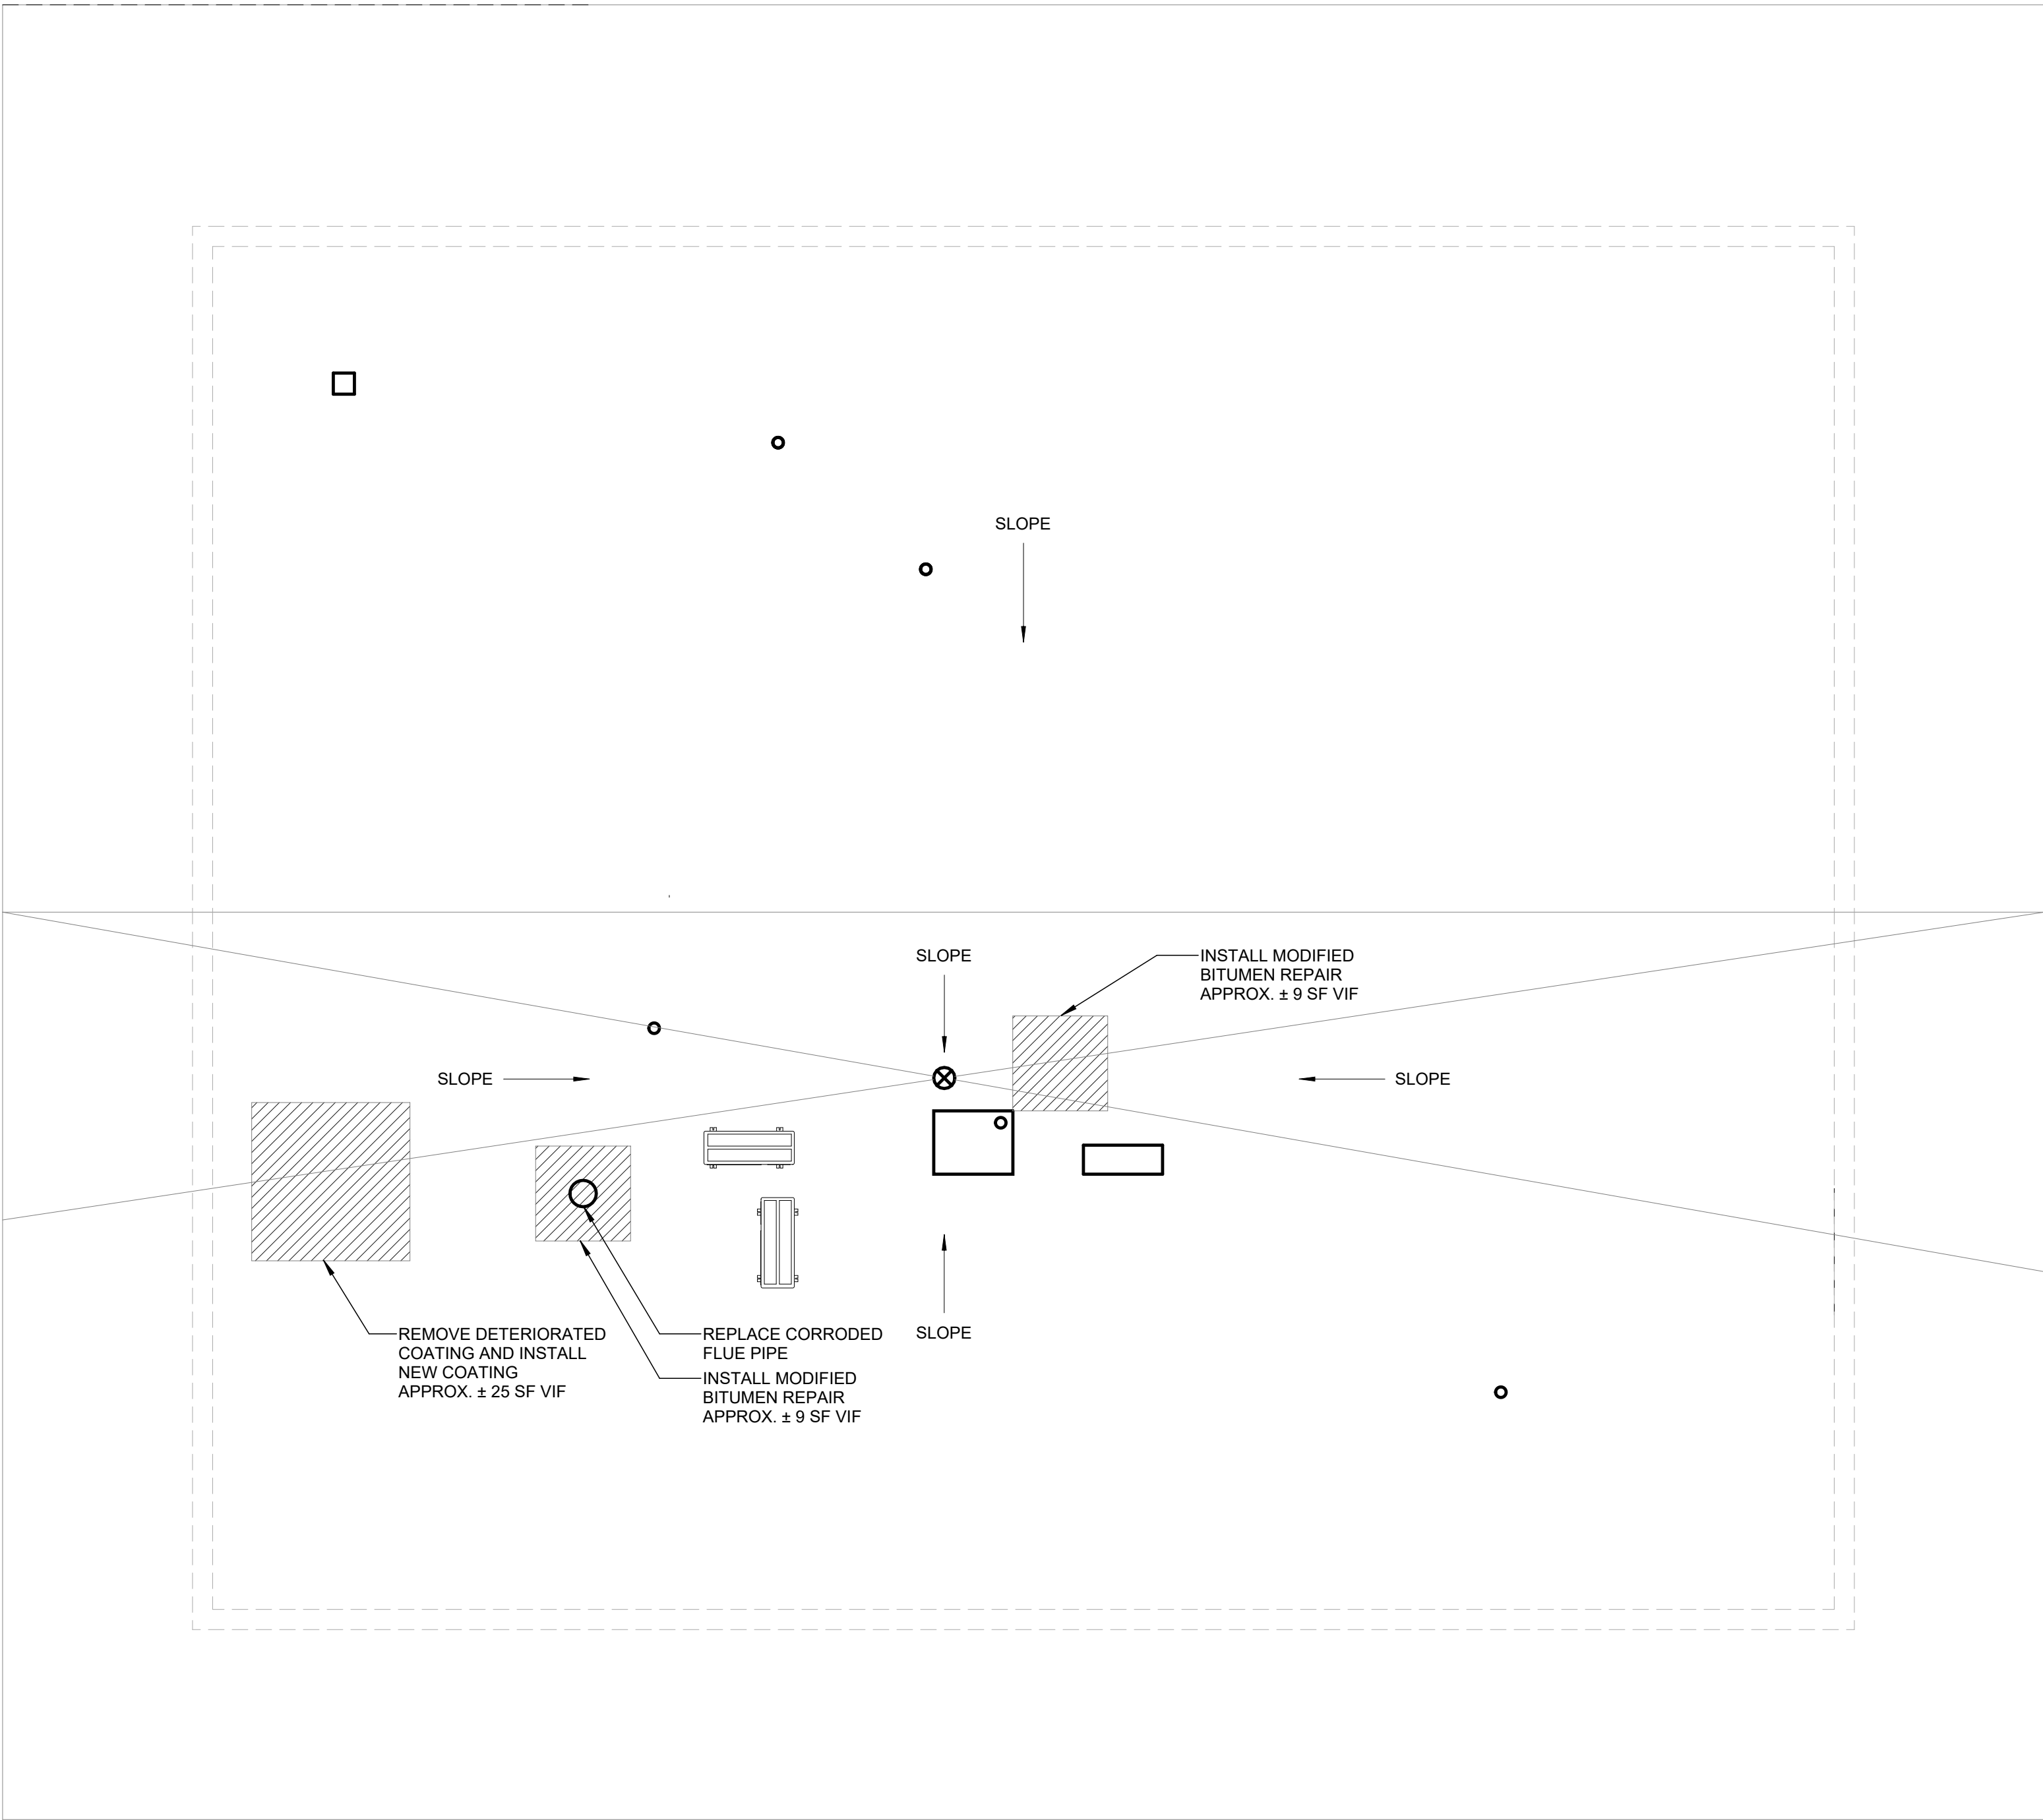 SLOPE
SLOPE
INSTALL MODIFIED
BITUMEN REPAIR
APPROX. ± 9 SF VIF
SLOPE
SLOPE
REMOVE DETERIORATED
COATING AND INSTALL
NEW COATING
APPROX. ± 25 SF VIF
REPLACE CORRODED
FLUE PIPE
INSTALL MODIFIED
BITUMEN REPAIR
APPROX. ± 9 SF VIF
SLOPE